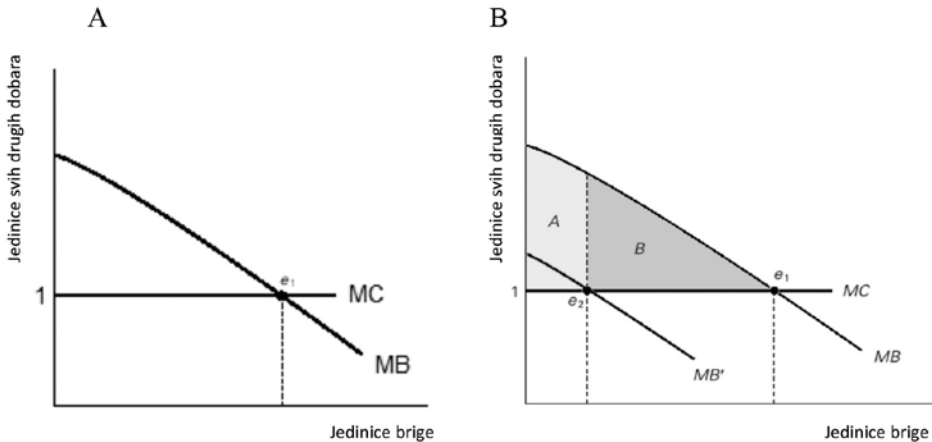 A
Jedinice svih drugih dobara
1
e₁
MC
MB
Jedinice brige
B
Jedinice svih drugih dobara
A
B
1
e₁
e₂
MC
MB
MB'
Jedinice brige